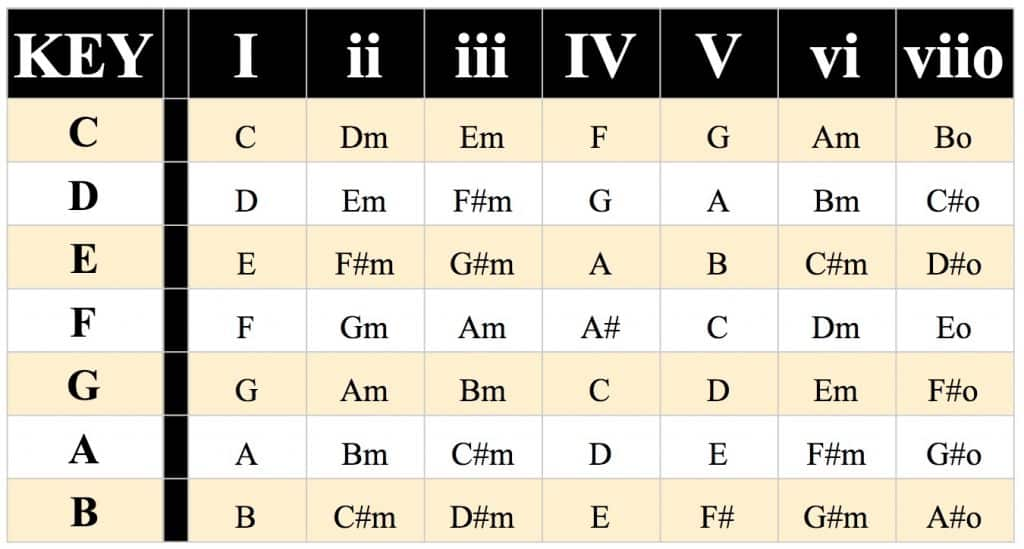 KEY I ii iii IV V vi viio
C C Dm Em F G Am Bo
D D Em F#m G A Bm C#o
E E F#m G#m A B C#m D#o
F F Gm Am A# C Dm Eo
G G Am Bm C D Em F#o
A A Bm C#m D E F#m G#o
B B C#m D#m E F# G#m A#o